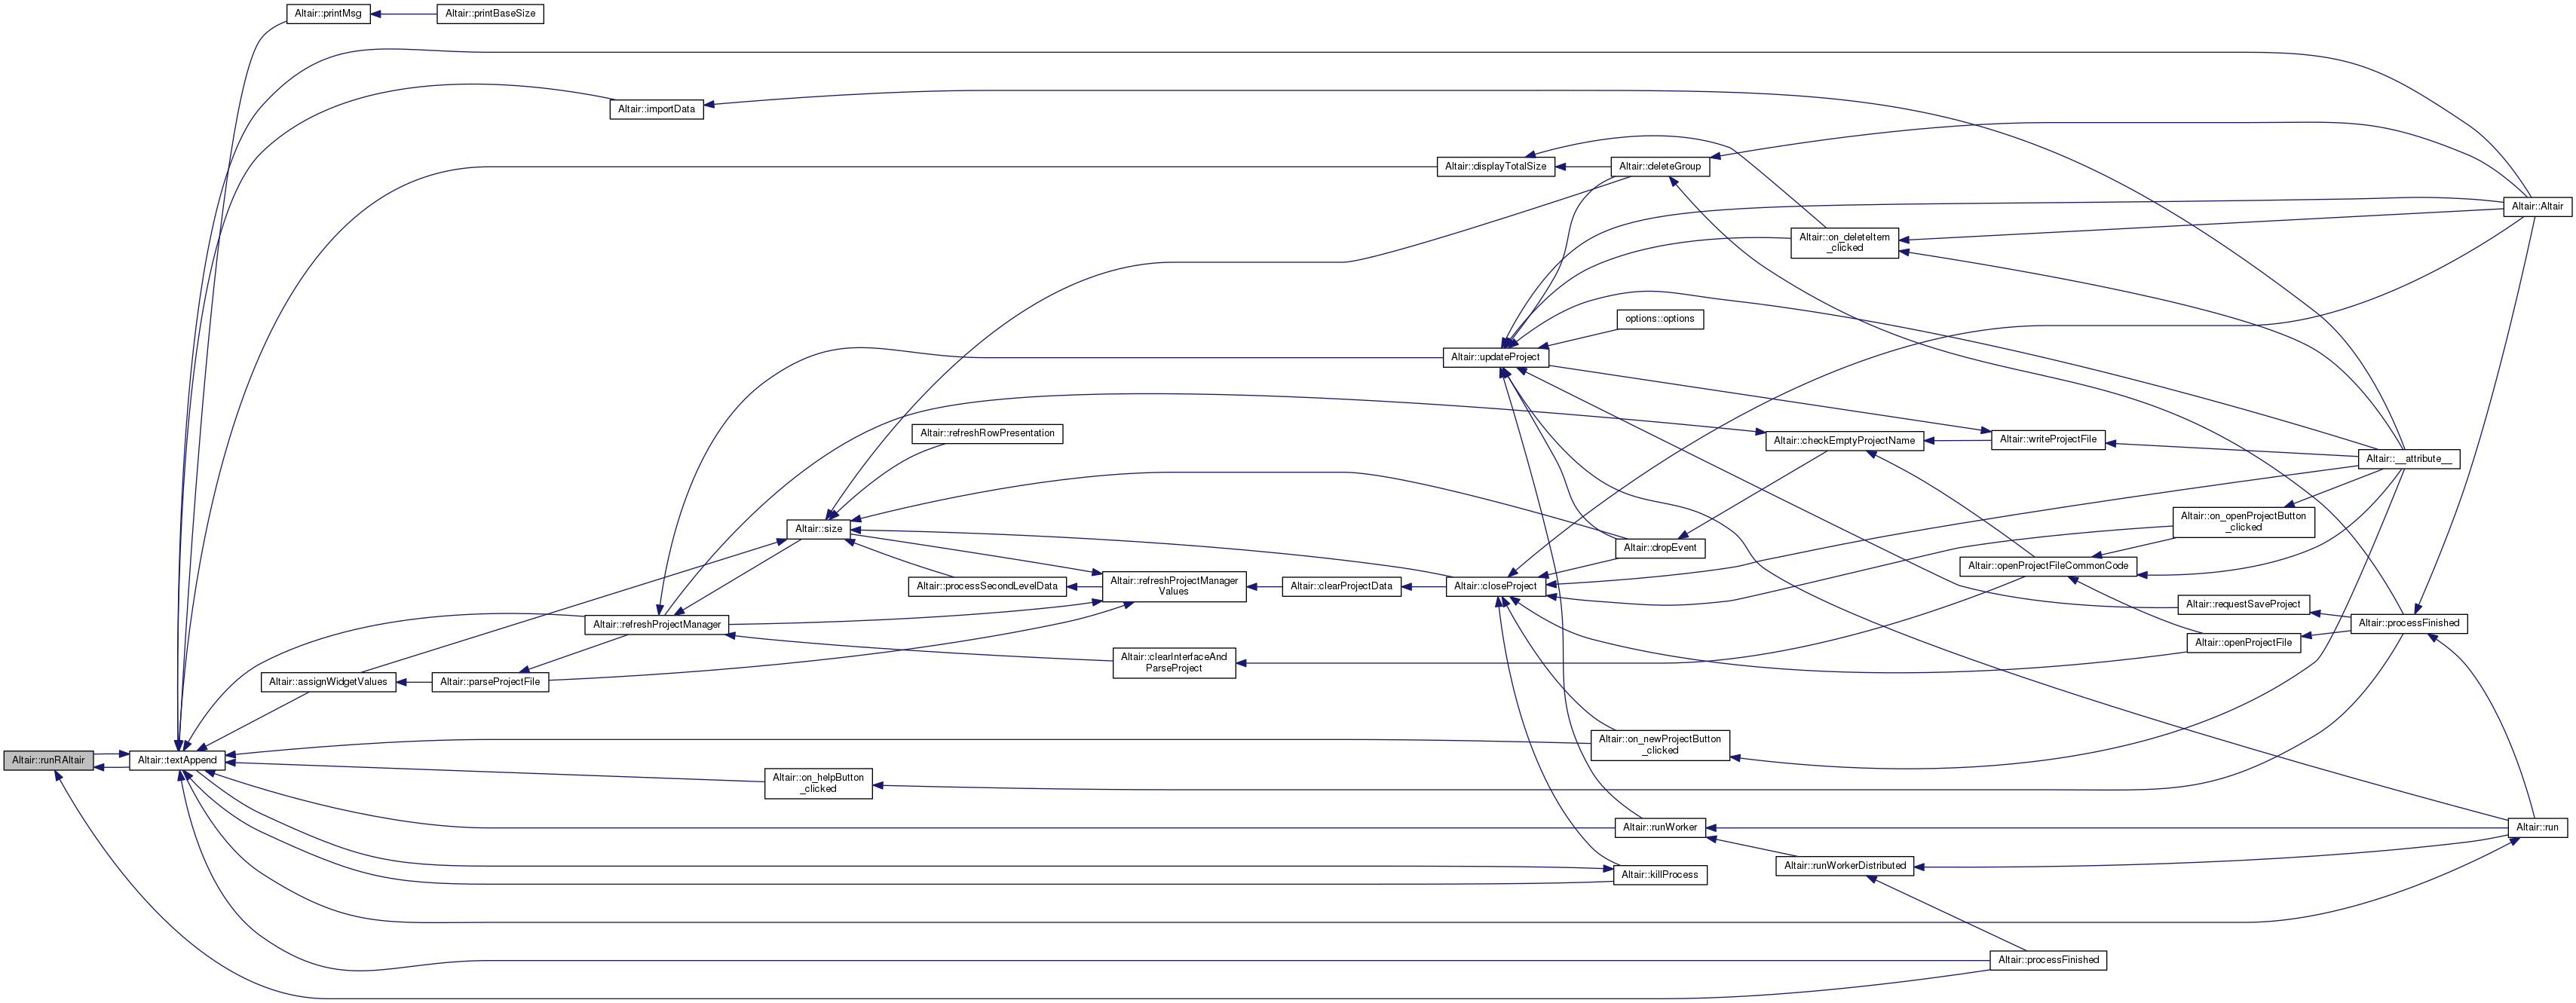 Altair::printMsg
Altair::printBaseSize
Altair::importData
Altair::displayTotalSize
Altair::deleteGroup
Altair::Altair
Altair::on_deleteItem
_clicked
options::options
Altair::updateProject
Altair::refreshRowPresentation
Altair::checkEmptyProjectName
Altair::writeProjectFile
Altair::__attribute__
Altair::size
Altair::on_openProjectButton
_clicked
Altair::dropEvent
Altair::openProjectFileCommonCode
Altair::processSecondLevelData
Altair::refreshProjectManager
Values
Altair::clearProjectData
Altair::closeProject
Altair::requestSaveProject
Altair::refreshProjectManager
Altair::processFinished
Altair::openProjectFile
Altair::clearInterfaceAnd
ParseProject
Altair::assignWidgetValues
Altair::parseProjectFile
Altair::on_newProjectButton
_clicked
Altair::runRAltair
Altair::textAppend
Altair::on_helpButton
_clicked
Altair::runWorker
Altair::run
Altair::runWorkerDistributed
Altair::killProcess
Altair::processFinished